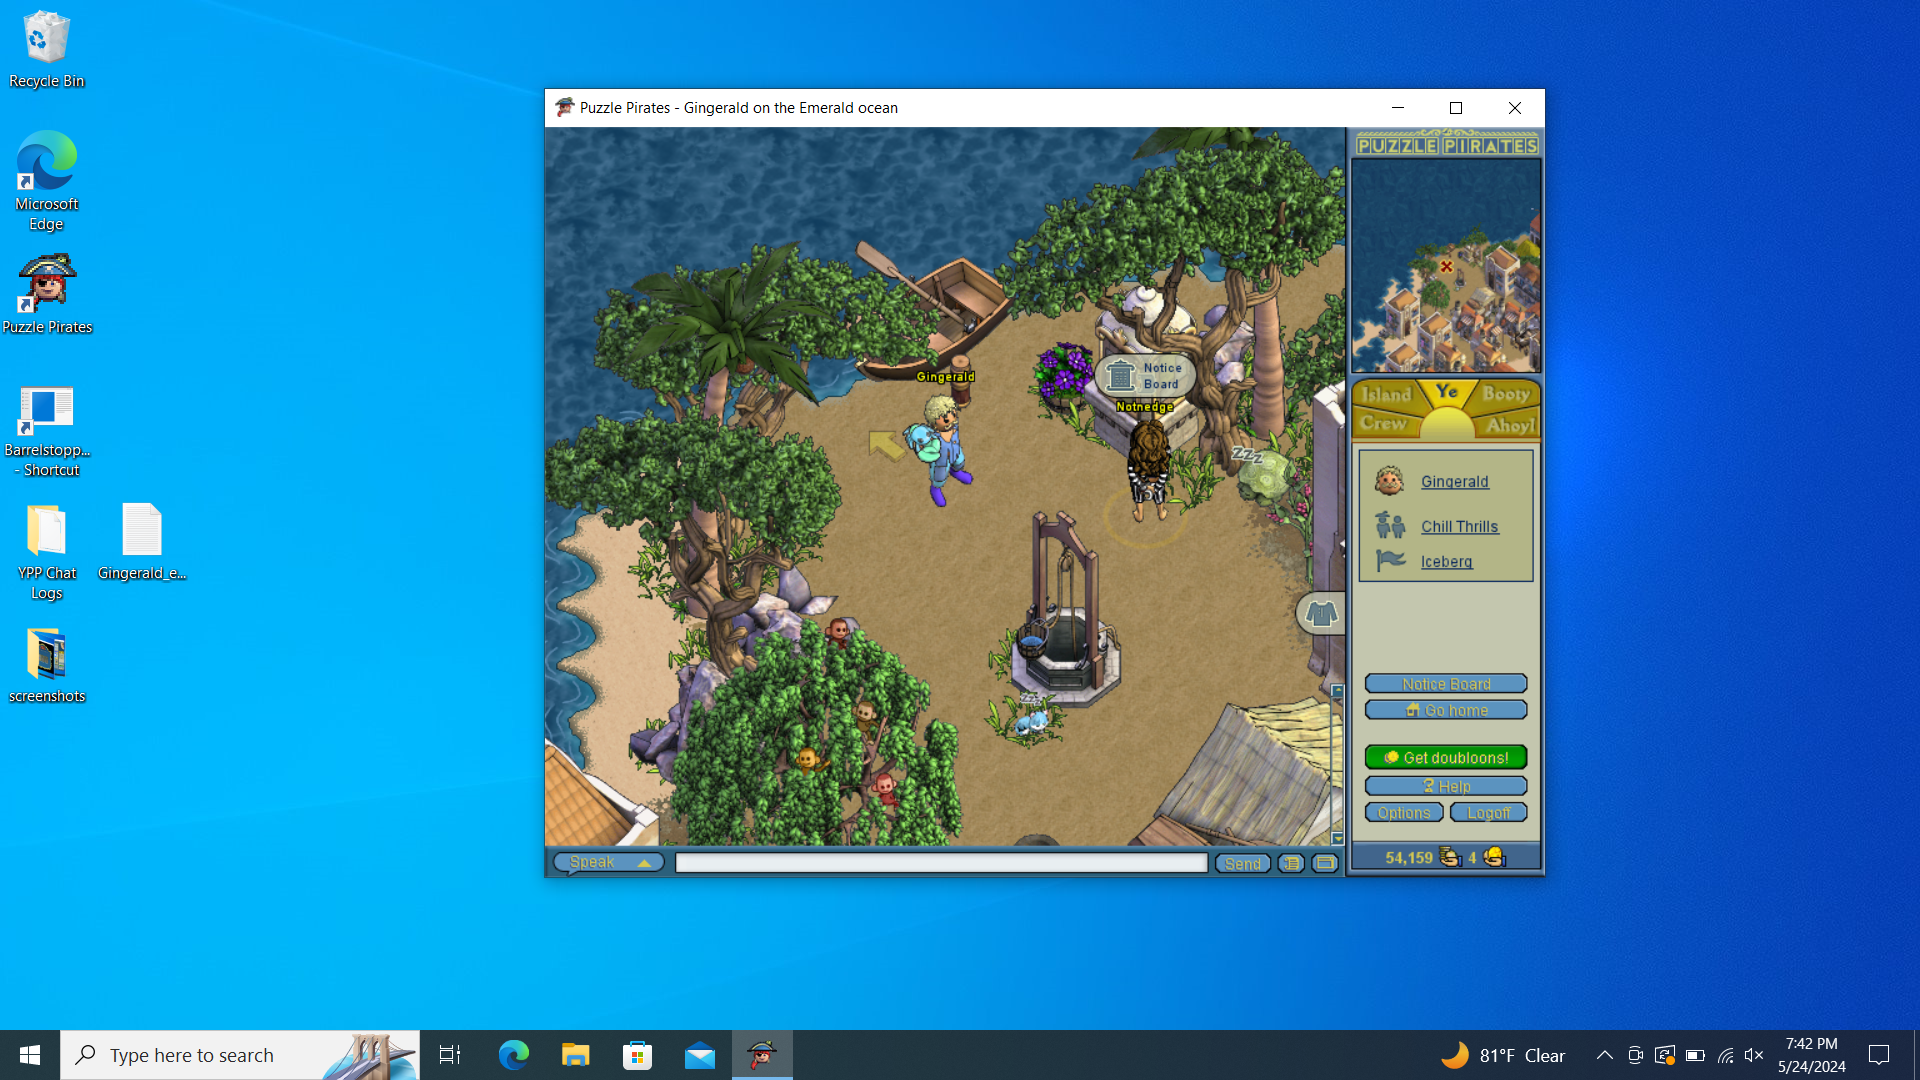 Recycle Bin
Microsoft
Edge
Puzzle Pirates
Barrelstopp...
- Shortcut
YPP Chat
Logs
Gingerald_e...
screenshots
Puzzle Pirates - Gingerald on the Emerald ocean
Gingerald
Notice
Board
Notnedge
zzz
zzz
Speak
Send
PUZZLE PIRATES
Island
Ye
Booty
Crew
Ahoy!
Gingerald
Chill Thrills
Iceberg
Notice Board
Go home
Get doubloons!
Help
Options
Logoff
54,159
4
Type here to search
81°F Clear
7:42 PM
5/24/2024